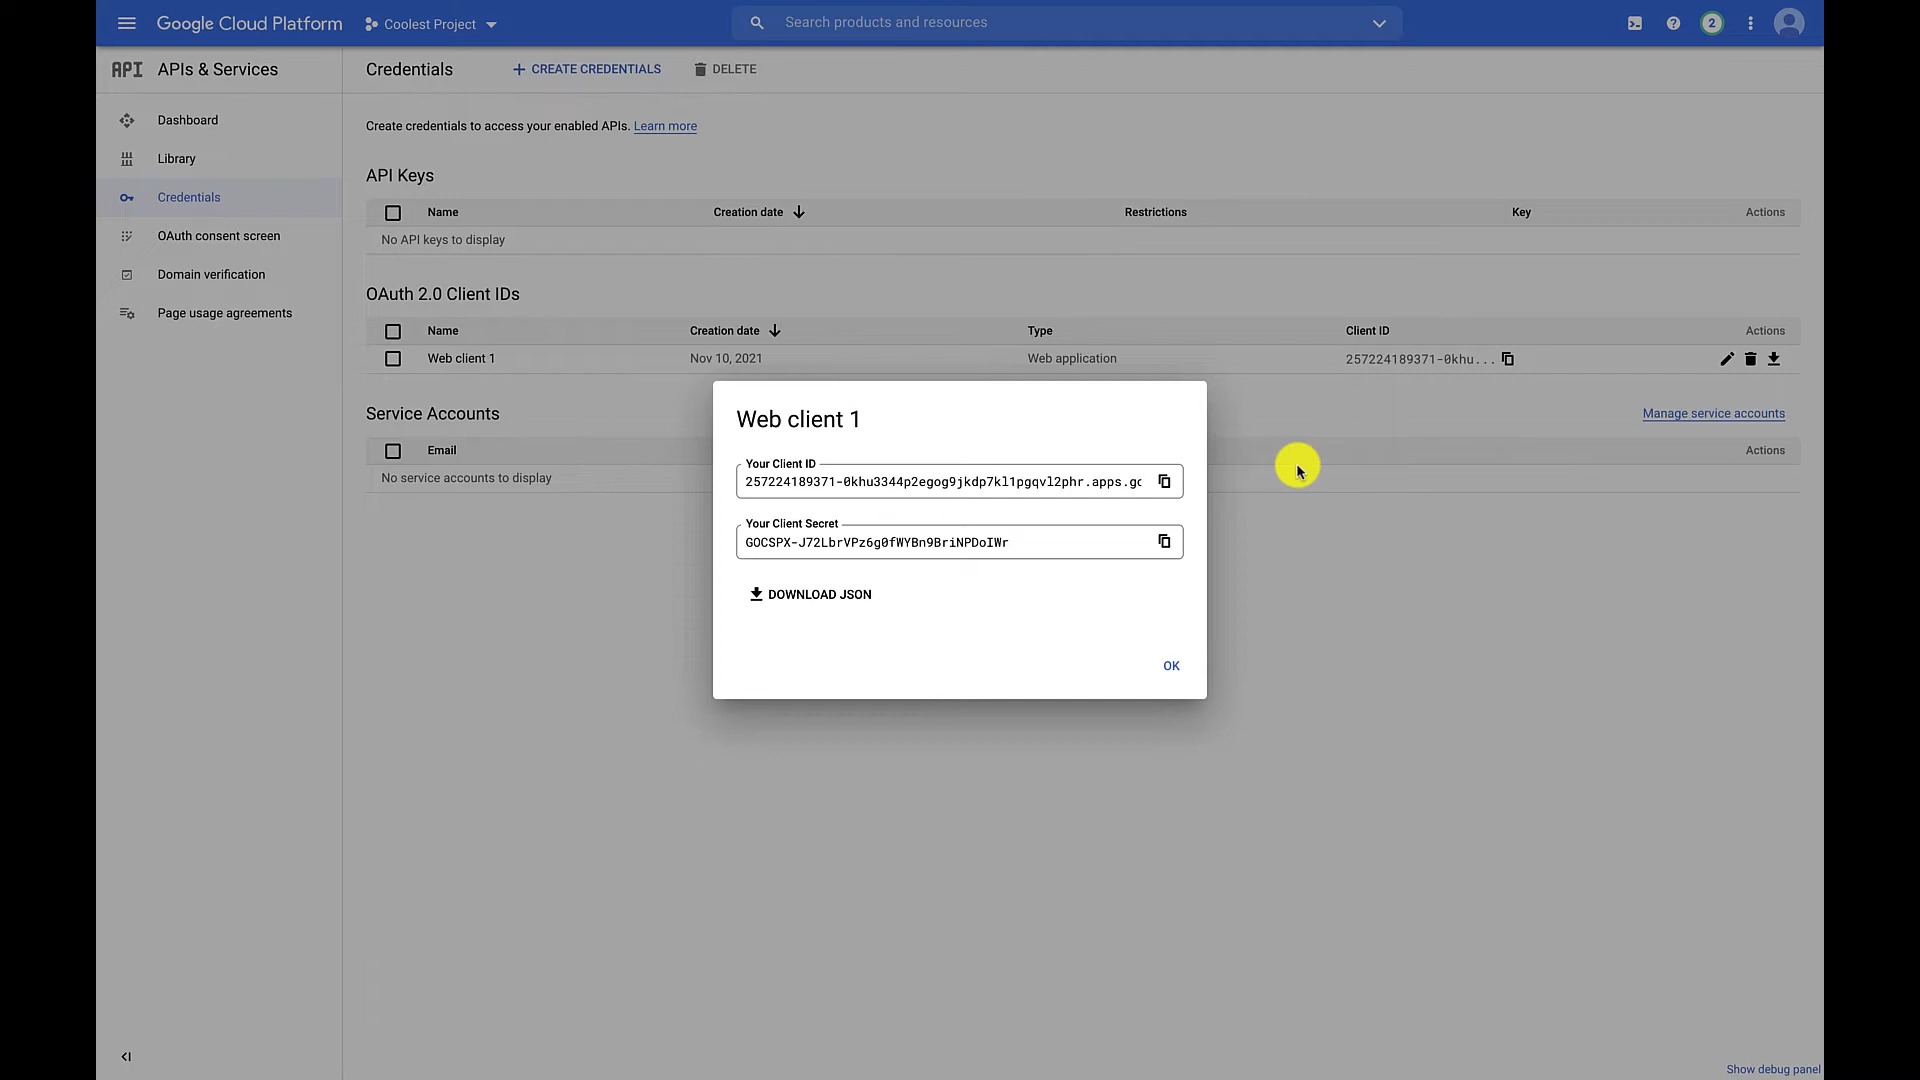 Google Cloud Platform Coolest Project Search products and resources 2
API APIs & Services Credentials CREATE CREDENTIALS DELETE
Dashboard
Create credentials to access your enabled APIs. Learn more
Library
API Keys
Credentials
Name Creation date Restrictions Key Actions
OAuth consent screen
No API keys to display
Domain verification
OAuth 2.0 Client IDs
Page usage agreements
Name Creation date Type Client ID Actions
Web client 1 Nov 10, 2021 Web application 257224189371-0khu...
Service Accounts Manage service accounts
Email Actions
No service accounts to display
Web client 1
Your Client ID
257224189371-0khu3344p2egog9jkdp7kl1pgqvl2phr.apps.gc
Your Client Secret
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
DOWNLOAD JSON
OK
Show debug panel